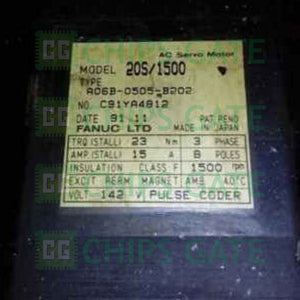 AC Servo Motor
MODEL 20S/1500
TYPE
A06B-0505-B202
NO. C91YA4812
DATE 91.11 PAT PEND
FANUC LTD MADE IN JAPAN
TRQ(STALL) 23 Nm 3 PHASE
AMP(STALL) 15 A 8 POLES
INSULATION CLASS F 1500 rpm
EXCIT PERM. MAGNET AMB 40°C
VOLT 142 PULSE CODER
CHIPS GATE